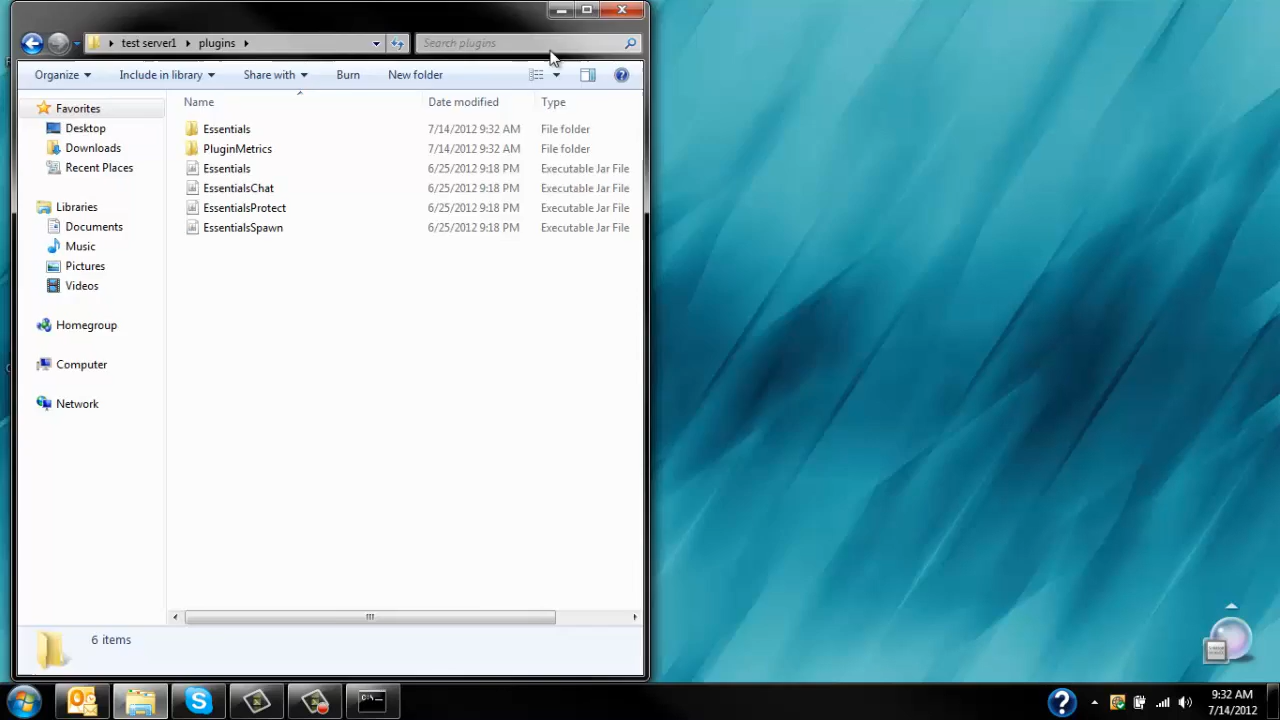 test server1 plugins
Search plugins
Organize Include in library Share with Burn New folder
Name Date modified Type
Favorites
Desktop
Downloads
Recent Places
Libraries
Documents
Music
Pictures
Videos
Homegroup
Computer
Network
Essentials 7/14/2012 9:32 AM File folder
PluginMetrics 7/14/2012 9:32 AM File folder
Essentials 6/25/2012 9:18 PM Executable Jar File
EssentialsChat 6/25/2012 9:18 PM Executable Jar File
EssentialsProtect 6/25/2012 9:18 PM Executable Jar File
EssentialsSpawn 6/25/2012 9:18 PM Executable Jar File
6 items
9:32 AM
7/14/2012